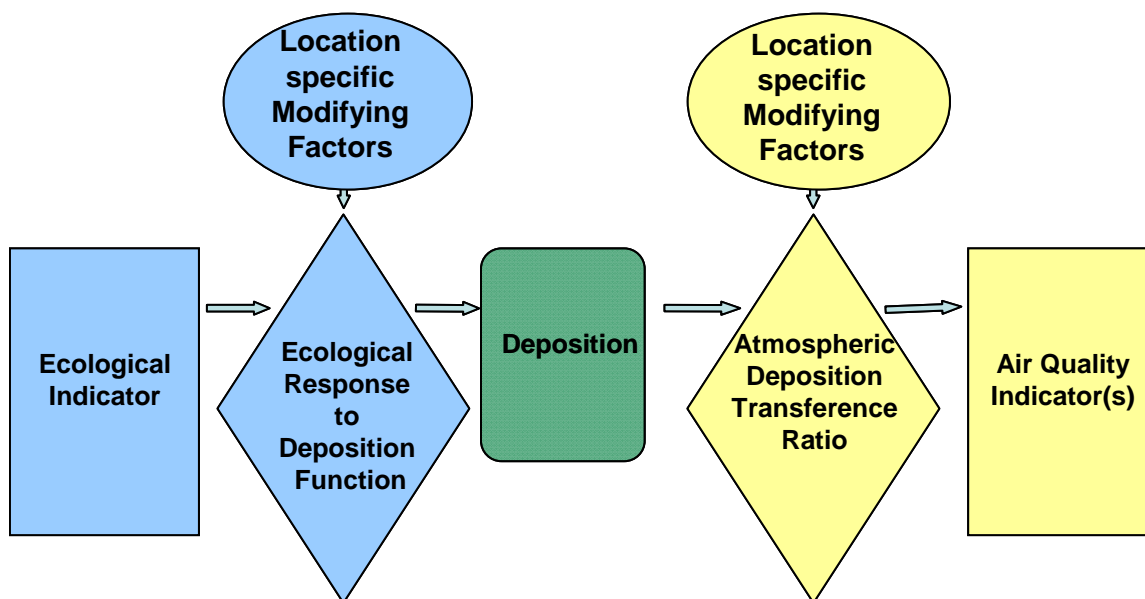 Location
specific
Modifying
Factors
Location
specific
Modifying
Factors
Ecological
Indicator
Ecological
Response
to
Deposition
Function
Deposition
Atmospheric
Deposition
Transference
Ratio
Air Quality
Indicator(s)